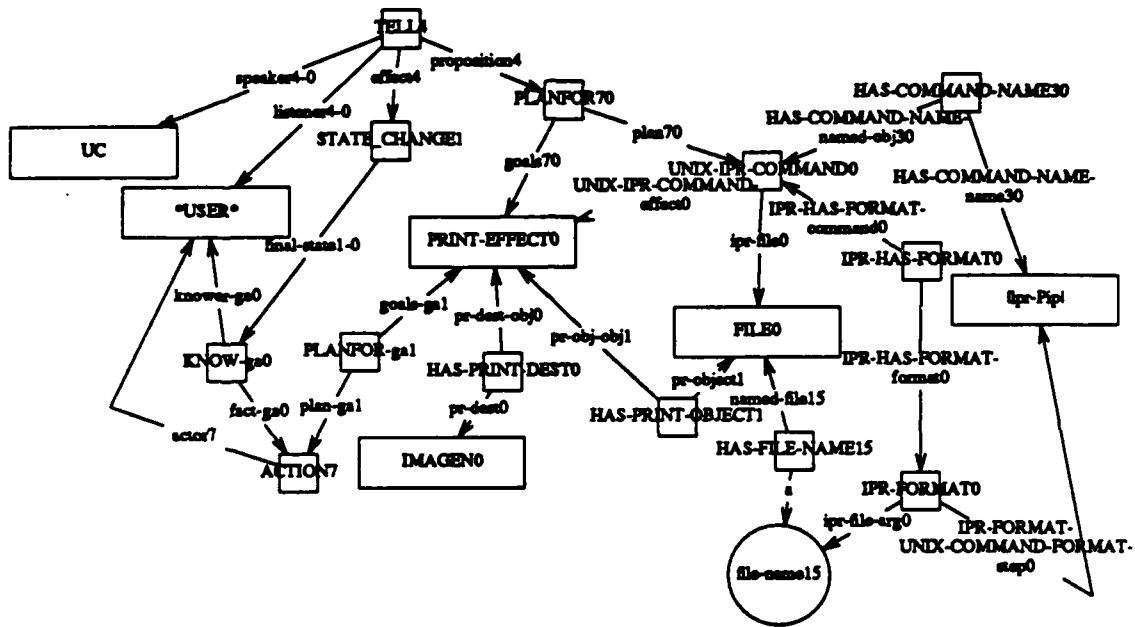 TELL4
speaker4-0
effect4
proposition4
listener4-0
UC
STATE_CHANGE1
PLANFOR70
plan70
goals70
HAS-COMMAND-NAME30
HAS-COMMAND-NAME-
named-obj30
UNIX-IPR-COMMAND0
UNIX-IPR-COMMAND-
effect0
HAS-COMMAND-NAME-
name30
*USER*
final-state1-0
PRINT-EFFECT0
ipr-file0
IPR-HAS-FORMAT-
command0
IPR-HAS-FORMAT0
knower-ga0
goals-ga1
pr-dest-obj0
pr-obj-obj1
FILE0
KNOW-ga0
PLANFOR-ga1
HAS-PRINT-DEST0
pr-object1
IPR-HAS-FORMAT-
format0
fact-ga0
plan-ga1
pr-dest0
named-file15
HAS-PRINT-OBJECT1
actor7
ACTION7
IMAGEN0
HAS-FILE-NAME15
IPR-FORMAT0
ipr-file-arg0
IPR-FORMAT-
UNIX-COMMAND-FORMAT-
step0
file-name15